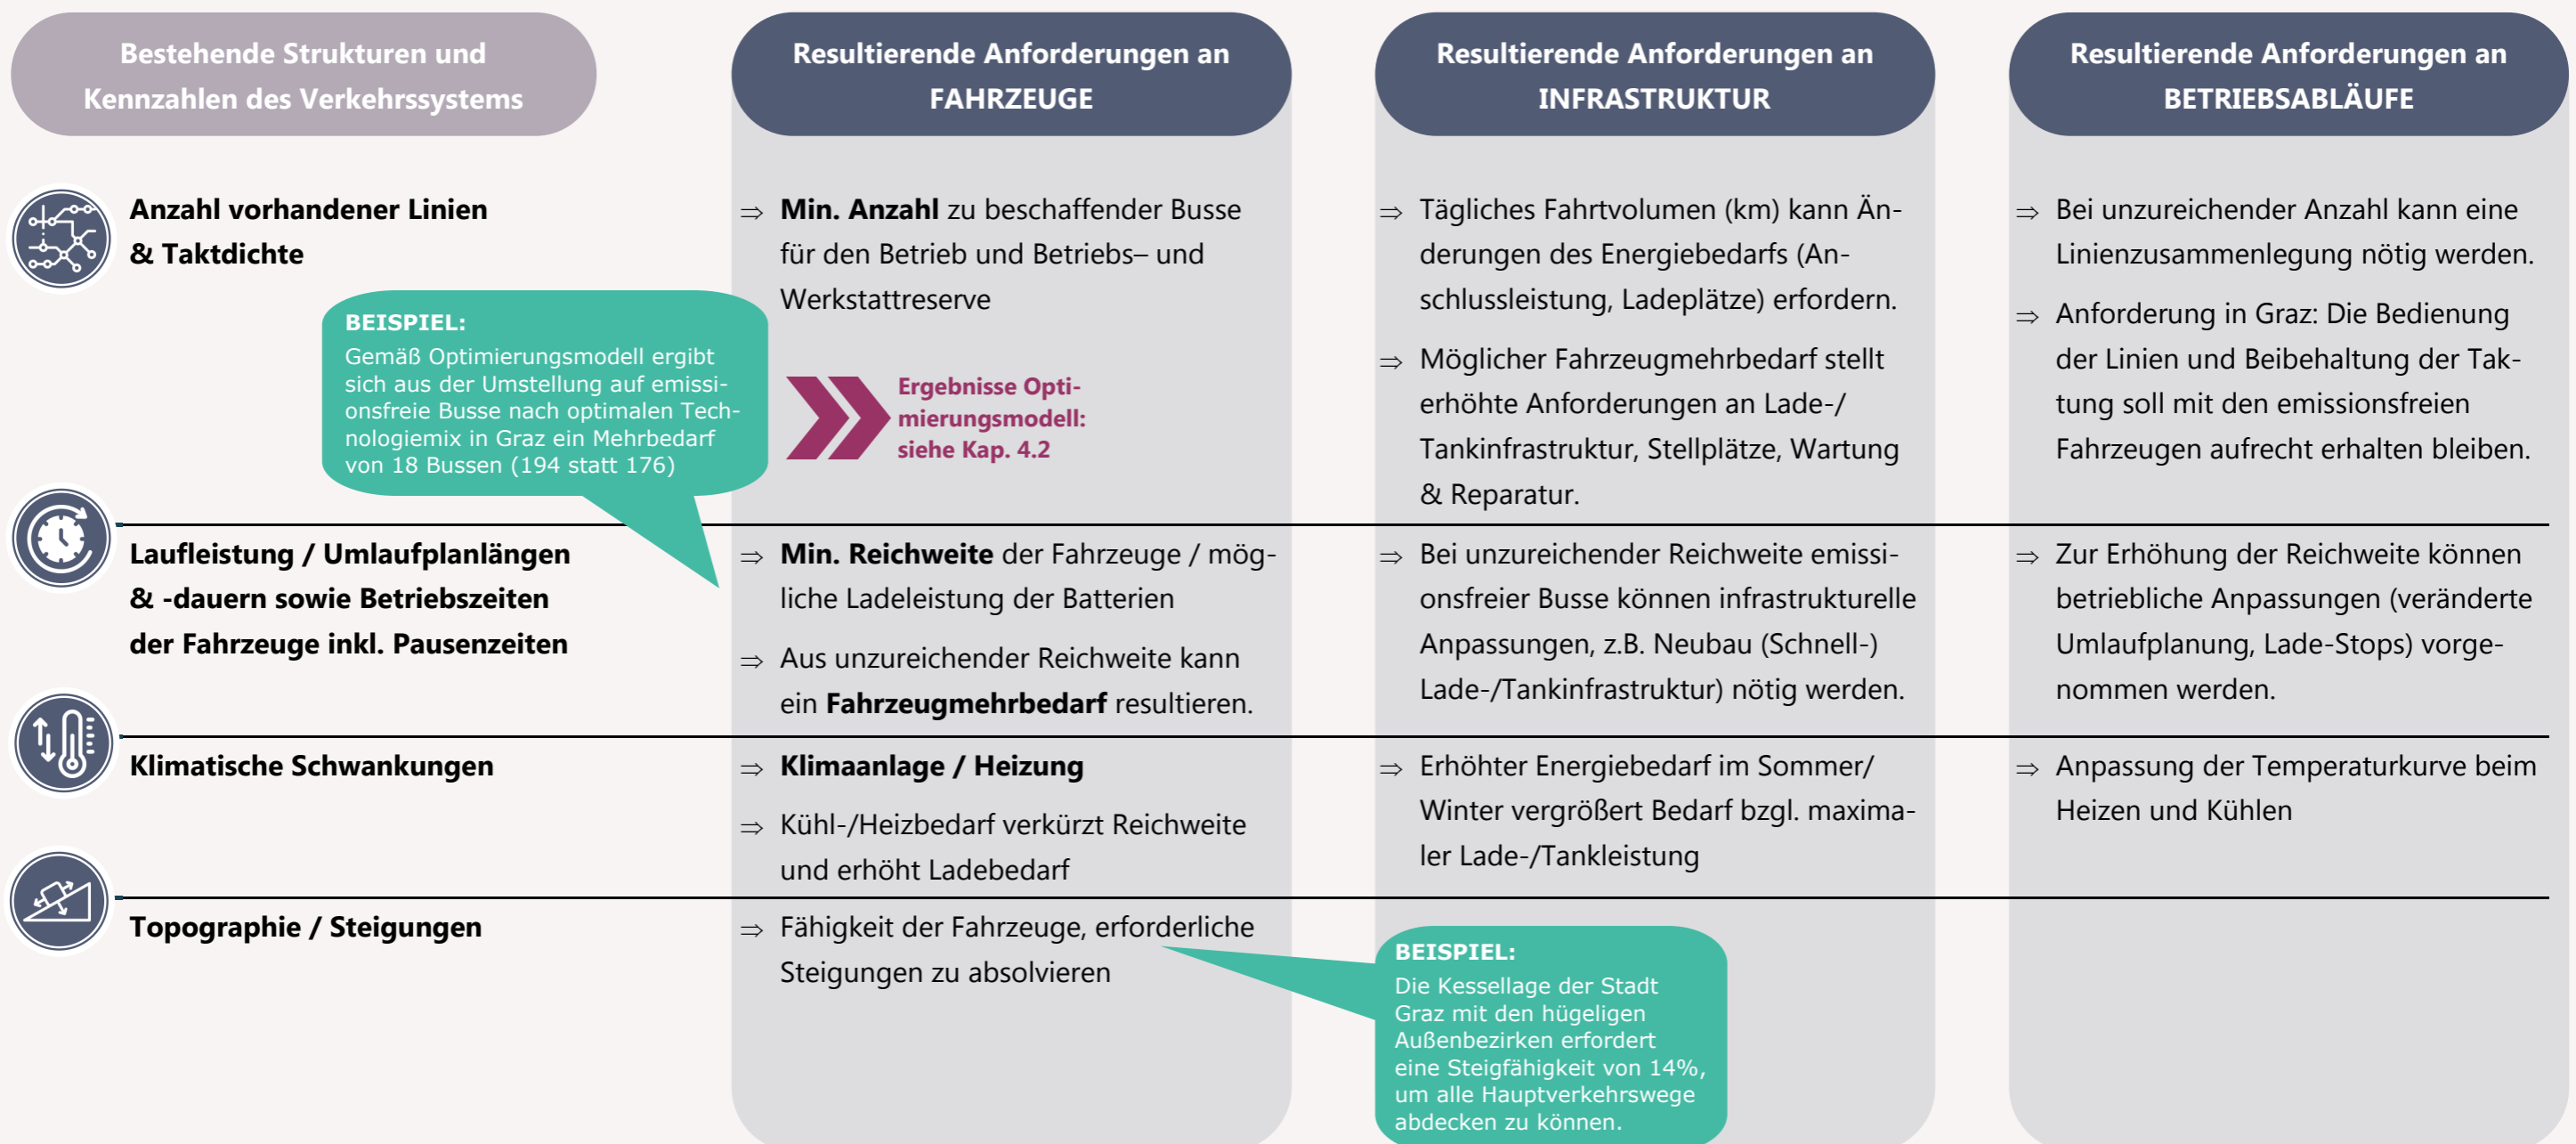 Bestehende Strukturen und
Kennzahlen des Verkehrssystems
Resultierende Anforderungen an
FAHRZEUGE
Resultierende Anforderungen an
INFRASTRUKTUR
Resultierende Anforderungen an
BETRIEBSABLÄUFE
Anzahl vorhandener Linien
& Taktdichte
BEISPIEL:
Gemäß Optimierungsmodell ergibt
sich aus der Umstellung auf emissi-
onsfreie Busse nach optimalen Tech-
nologiemix in Graz ein Mehrbedarf
von 18 Bussen (194 statt 176)
⇒ Min. Anzahl zu beschaffender Busse
für den Betrieb und Betriebs– und
Werkstattreserve
Ergebnisse Opti-
mierungsmodell:
siehe Kap. 4.2
⇒ Tägliches Fahrtvolumen (km) kann Än-
derungen des Energiebedarfs (An-
schlussleistung, Ladeplätze) erfordern.
⇒ Möglicher Fahrzeugmehrbedarf stellt
erhöhte Anforderungen an Lade-/
Tankinfrastruktur, Stellplätze, Wartung
& Reparatur.
⇒ Bei unzureichender Anzahl kann eine
Linienzusammenlegung nötig werden.
⇒ Anforderung in Graz: Die Bedienung
der Linien und Beibehaltung der Tak-
tung soll mit den emissionsfreien
Fahrzeugen aufrecht erhalten bleiben.
Laufleistung / Umlaufplanlängen
& -dauern sowie Betriebszeiten
der Fahrzeuge inkl. Pausenzeiten
⇒ Min. Reichweite der Fahrzeuge / mög-
liche Ladeleistung der Batterien
⇒ Aus unzureichender Reichweite kann
ein Fahrzeugmehrbedarf resultieren.
⇒ Bei unzureichender Reichweite emissi-
onsfreier Busse können infrastrukturelle
Anpassungen, z.B. Neubau (Schnell-)
Lade-/Tankinfrastruktur) nötig werden.
⇒ Zur Erhöhung der Reichweite können
betriebliche Anpassungen (veränderte
Umlaufplanung, Lade-Stops) vorge-
nommen werden.
Klimatische Schwankungen
⇒ Klimaanlage / Heizung
⇒ Kühl-/Heizbedarf verkürzt Reichweite
und erhöht Ladebedarf
⇒ Erhöhter Energiebedarf im Sommer/
Winter vergrößert Bedarf bzgl. maxima-
ler Lade-/Tankleistung
⇒ Anpassung der Temperaturkurve beim
Heizen und Kühlen
Topographie / Steigungen
⇒ Fähigkeit der Fahrzeuge, erforderliche
Steigungen zu absolvieren
BEISPIEL:
Die Kessellage der Stadt
Graz mit den hügeligen
Außenbezirken erfordert
eine Steigfähigkeit von 14%,
um alle Hauptverkehrswege
abdecken zu können.